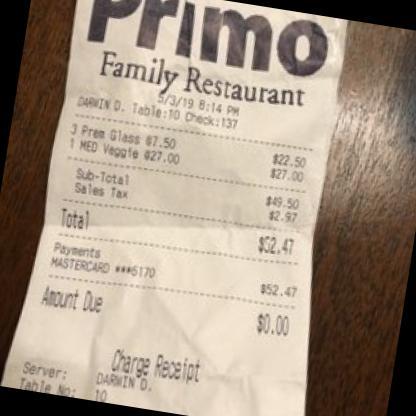 Primo
Family Restaurant
5/3/19 8:14 PM
DARWIN D. Table:10 Check:137
3 Prem Glass @7.50 $22.50
1 MED Veggie @27.00 $27.00
Sub-Total $49.50
Sales Tax $2.97
Total $52.47
Payments
MASTERCARD ***6170 $52.47
Amount Due $0.00
Charge Receipt
Server: DARWIN D.
Table No: 10